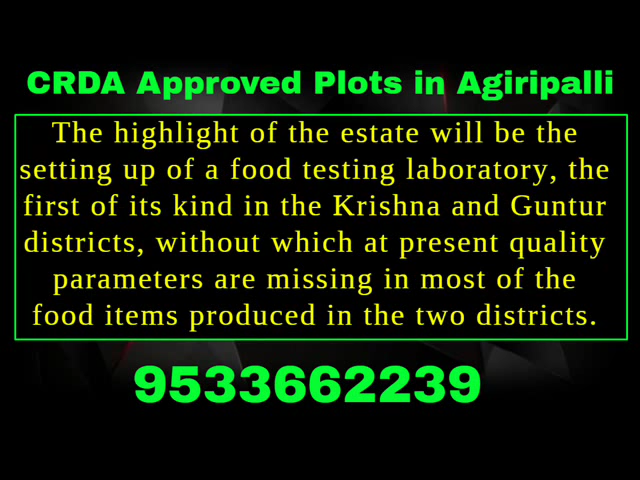 CRDA Approved Plots in Agiripalli
The highlight of the estate will be the
setting up of a food testing laboratory, the
first of its kind in the Krishna and Guntur
districts, without which at present quality
parameters are missing in most of the
food items produced in the two districts.
9533662239